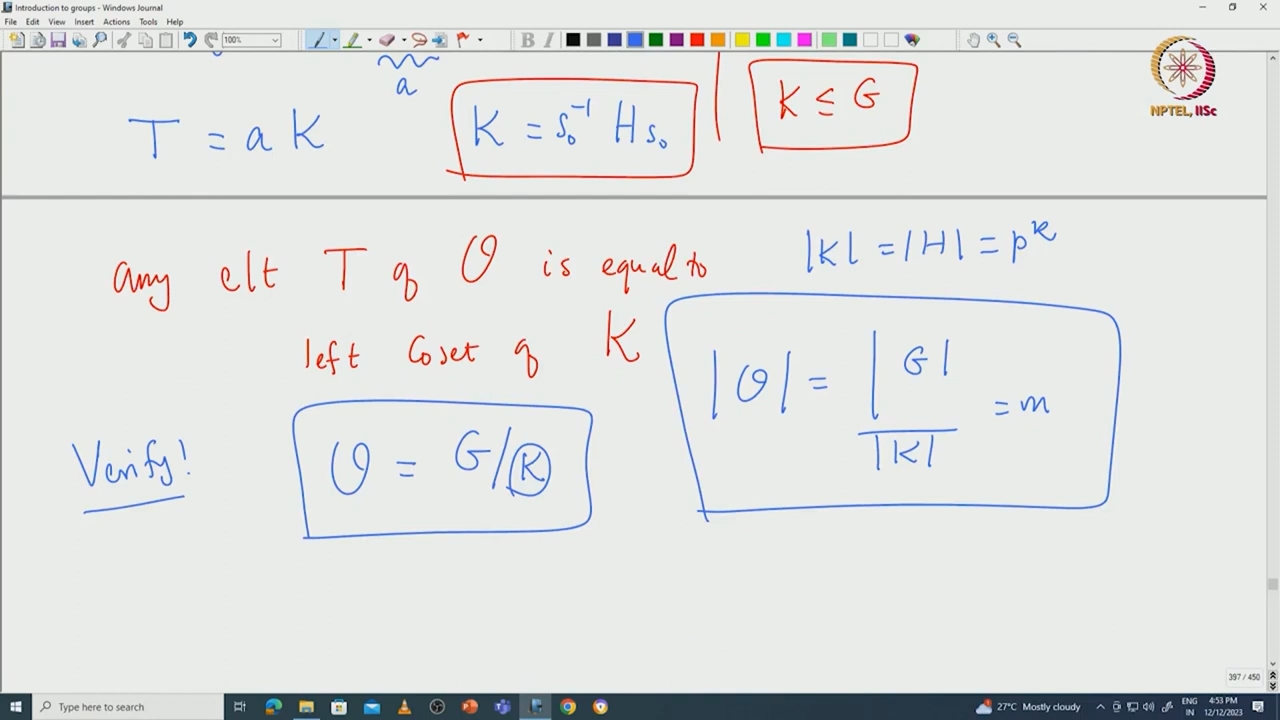 Introduction to groups - Windows Journal
File Edit View Insert Actions Tools Help
100%
NPTEL, IISc
a
T = a K
K = s₀⁻¹ H s₀
K ≤ G
any elt T of O is equal to
left coset of K
|K| = |H| = pᵏ
|O| = |G| / |K| = m
Verify!
O = G/K
397 / 450
Type here to search
27°C Mostly cloudy
ENG
IN
4:53 PM
12/12/2023